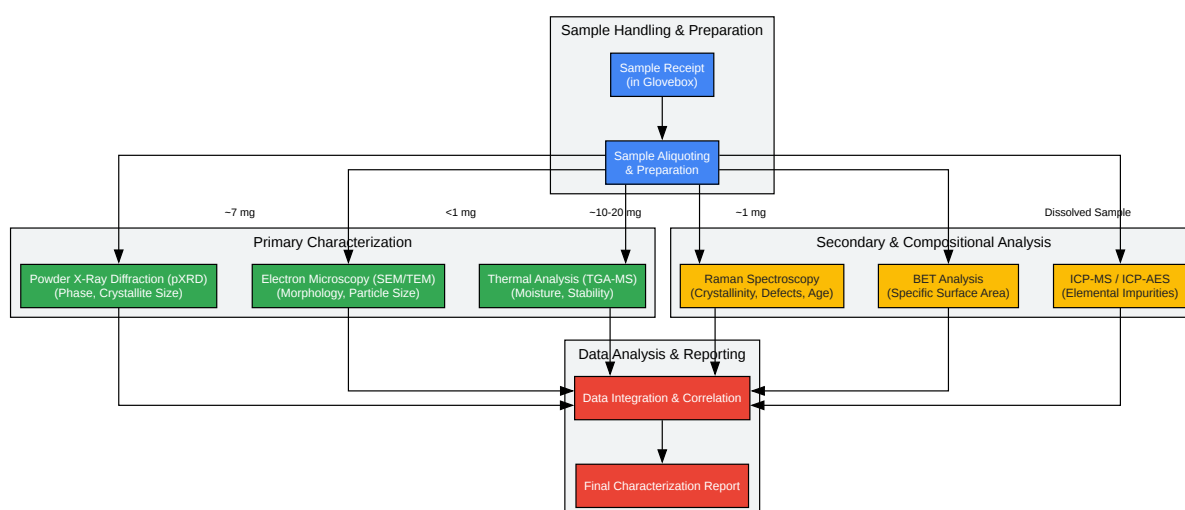 Sample Handling & Preparation
Sample Receipt
(in Glovebox)
Sample Aliquoting
& Preparation
~7 mg
<1 mg
~10-20 mg
~1 mg
Dissolved Sample
Primary Characterization
Secondary & Compositional Analysis
Powder X-Ray Diffraction (pXRD)
(Phase, Crystallite Size)
Electron Microscopy (SEM/TEM)
(Morphology, Particle Size)
Thermal Analysis (TGA-MS)
(Moisture, Stability)
Raman Spectroscopy
(Crystallinity, Defects, Age)
BET Analysis
(Specific Surface Area)
ICP-MS / ICP-AES
(Elemental Impurities)
Data Analysis & Reporting
Data Integration & Correlation
Final Characterization Report